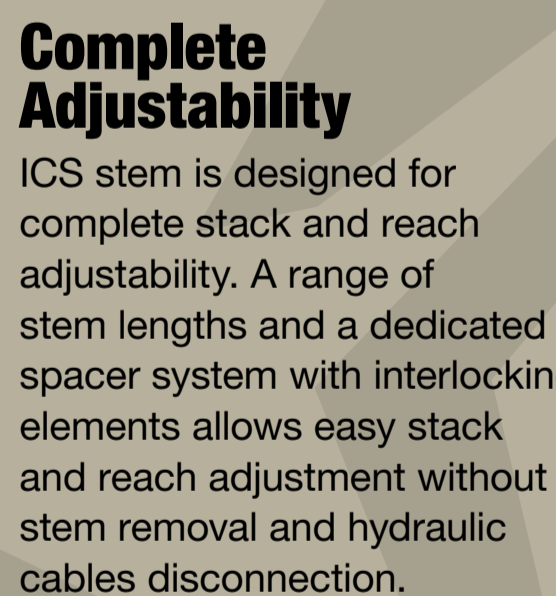 Complete
Adjustability
ICS stem is designed for
complete stack and reach
adjustability. A range of
stem lengths and a dedicated
spacer system with interlockin
elements allows easy stack
and reach adjustment without
stem removal and hydraulic
cables disconnection.